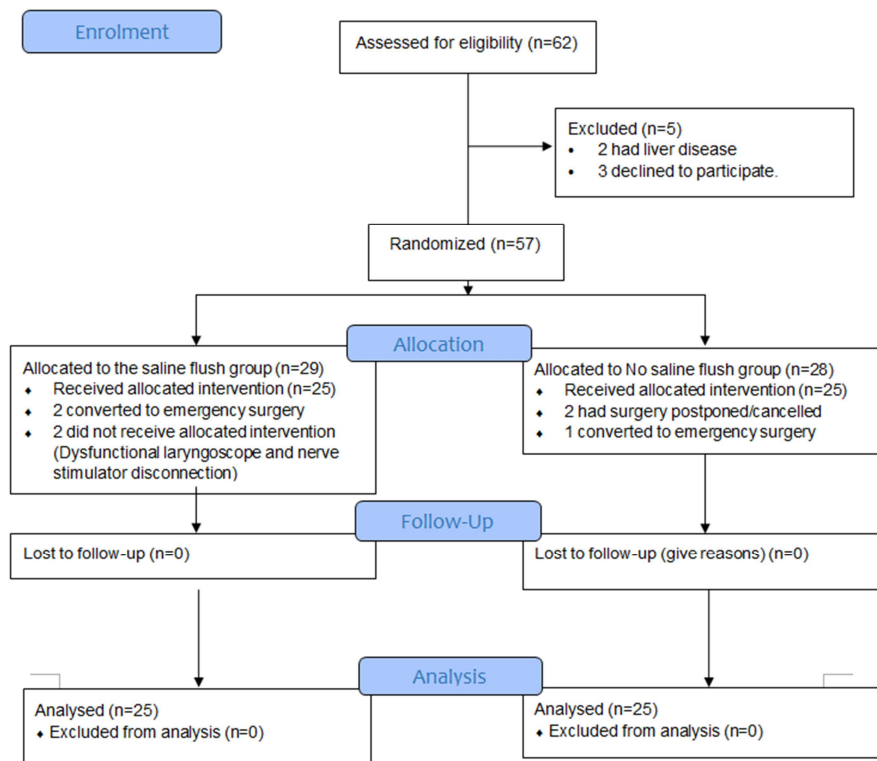 Enrolment
Assessed for eligibility (n=62)
Excluded (n=5)
• 2 had liver disease
• 3 declined to participate.
Randomized (n=57)
Allocation
Allocated to the saline flush group (n=29)
♦ Received allocated intervention (n=25)
♦ 2 converted to emergency surgery
♦ 2 did not receive allocated intervention
(Dysfunctional laryngoscope and nerve
stimulator disconnection)
Allocated to No saline flush group (n=28)
♦ Received allocated intervention (n=25)
♦ 2 had surgery postponed/cancelled
♦ 1 converted to emergency surgery
Follow-Up
Lost to follow-up (n=0)
Lost to follow-up (give reasons) (n=0)
Analysis
Analysed (n=25)
♦ Excluded from analysis (n=0)
Analysed (n=25)
♦ Excluded from analysis (n=0)